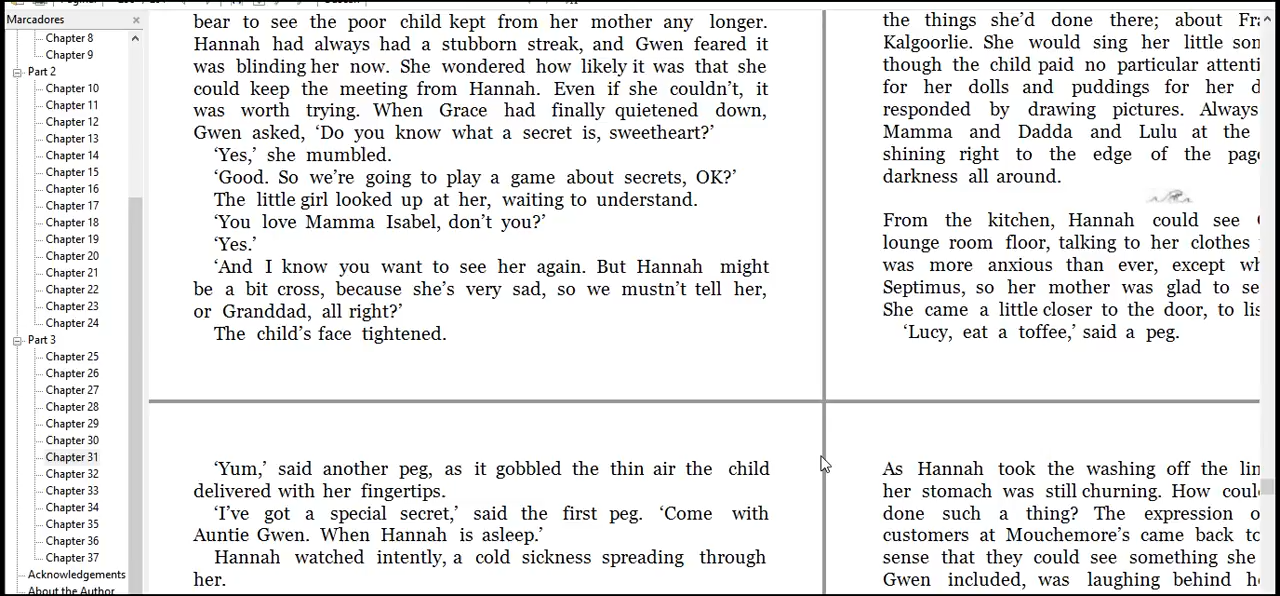 Marcadores
Chapter 8
Chapter 9
Part 2
Chapter 10
Chapter 11
Chapter 12
Chapter 13
Chapter 14
Chapter 15
Chapter 16
Chapter 17
Chapter 18
Chapter 19
Chapter 20
Chapter 21
Chapter 22
Chapter 23
Chapter 24
Part 3
Chapter 25
Chapter 26
Chapter 27
Chapter 28
Chapter 29
Chapter 30
Chapter 31
Chapter 32
Chapter 33
Chapter 34
Chapter 35
Chapter 36
Chapter 37
Acknowledgements
About the Author
bear to see the poor child kept from her mother any longer.
Hannah had always had a stubborn streak, and Gwen feared it
was blinding her now. She wondered how likely it was that she
could keep the meeting from Hannah. Even if she couldn’t, it
was worth trying. When Grace had finally quietened down,
Gwen asked, ‘Do you know what a secret is, sweetheart?’
‘Yes,’ she mumbled.
‘Good. So we’re going to play a game about secrets, OK?’
The little girl looked up at her, waiting to understand.
‘You love Mamma Isabel, don’t you?’
‘Yes.’
‘And I know you want to see her again. But Hannah might
be a bit cross, because she’s very sad, so we mustn’t tell her,
or Granddad, all right?’
The child’s face tightened.
the things she’d done there; about
Kalgoorlie. She would sing her little
though the child paid no particular
for her dolls and puddings for her
responded by drawing pictures. Always
Mamma and Dadda and Lulu at the
shining right to the edge of the
darkness all around.
From the kitchen, Hannah could see
lounge room floor, talking to her clothes
was more anxious than ever, except
Septimus, so her mother was glad to
She came a little closer to the door, to
‘Lucy, eat a toffee,’ said a peg.
‘Yum,’ said another peg, as it gobbled the thin air the child
delivered with her fingertips.
‘I’ve got a special secret,’ said the first peg. ‘Come with
Auntie Gwen. When Hannah is asleep.’
Hannah watched intently, a cold sickness spreading through
her.
As Hannah took the washing off the
her stomach was still churning. How
done such a thing? The expression
customers at Mouchemore’s came back to
sense that they could see something she
Gwen included, was laughing behind